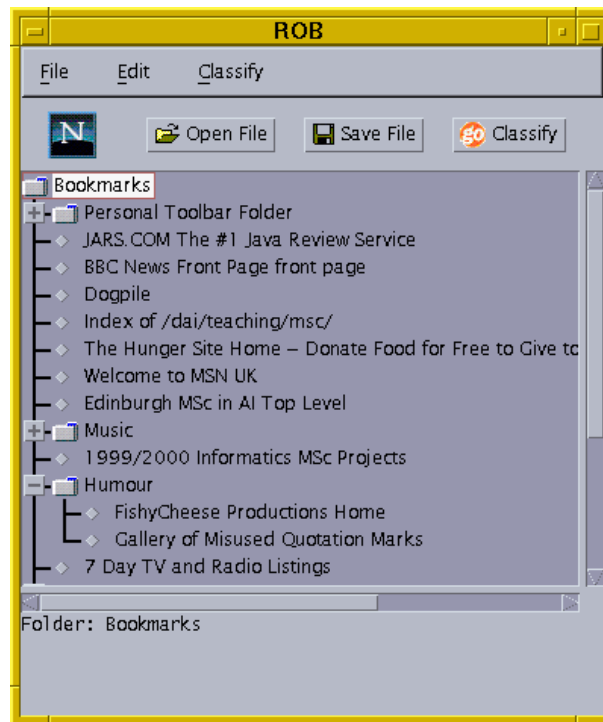 ROB
File Edit Classify
N Open File Save File go Classify
Bookmarks
Personal Toolbar Folder
JARS.COM The #1 Java Review Service
BBC News Front Page front page
Dogpile
Index of /dai/teaching/msc/
The Hunger Site Home – Donate Food for Free to Give to
Welcome to MSN UK
Edinburgh MSc in AI Top Level
Music
1999/2000 Informatics MSc Projects
Humour
FishyCheese Productions Home
Gallery of Misused Quotation Marks
7 Day TV and Radio Listings
Folder: Bookmarks